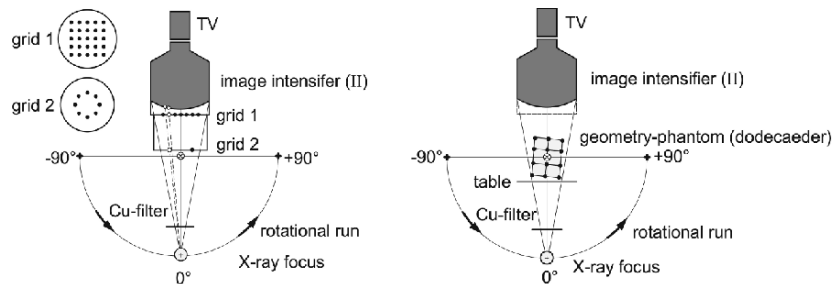 TV
grid 1
image intensifer (II)
grid 2
grid 1
grid 2
-90°
+90°
Cu-filter
rotational run
X-ray focus
0°
TV
image intensifier (II)
geometry-phantom (dodecaeder)
-90°
+90°
table
Cu-filter
rotational run
X-ray focus
0°